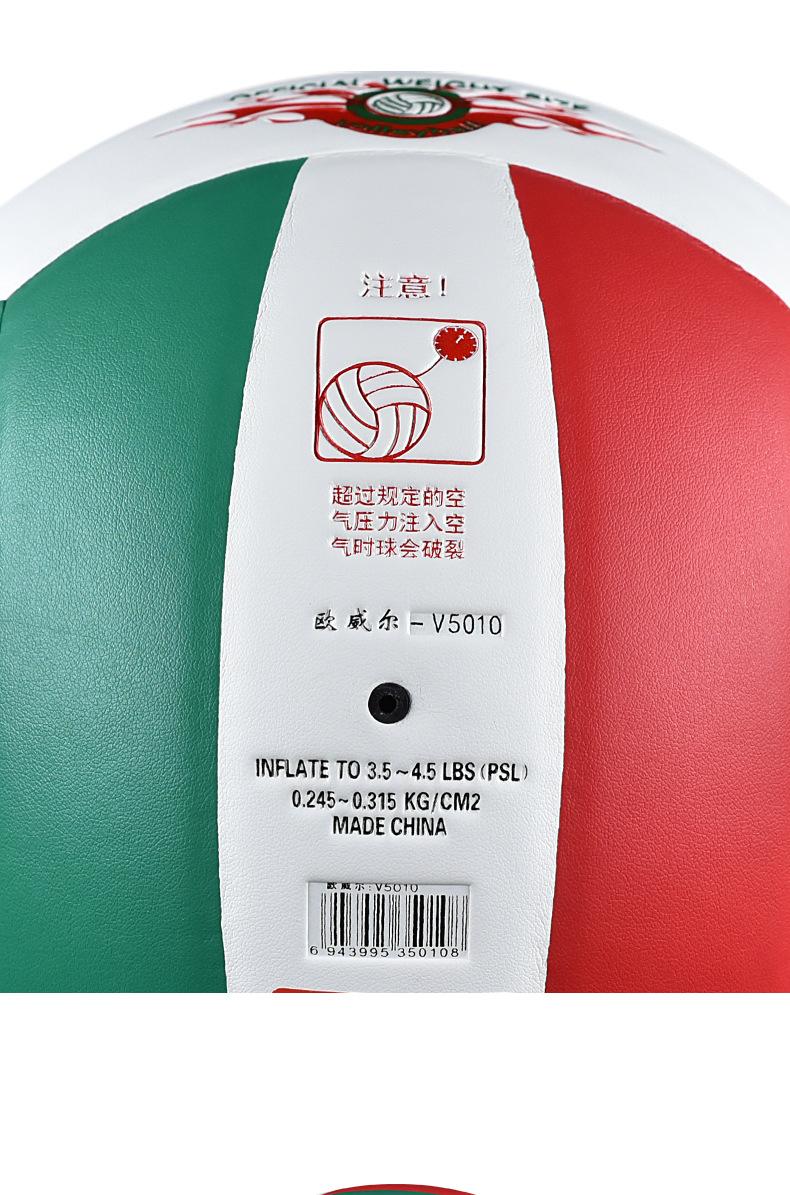 OFFICIAL WEIGHT SIZE
Volleyball
注意!
超过规定的空
气压力注入空
气时球会破裂
欧威尔-V5010
INFLATE TO 3.5~4.5 LBS(PSL)
0.245~0.315 KG/CM2
MADE CHINA
欧威尔:V5010
6 943995 350108